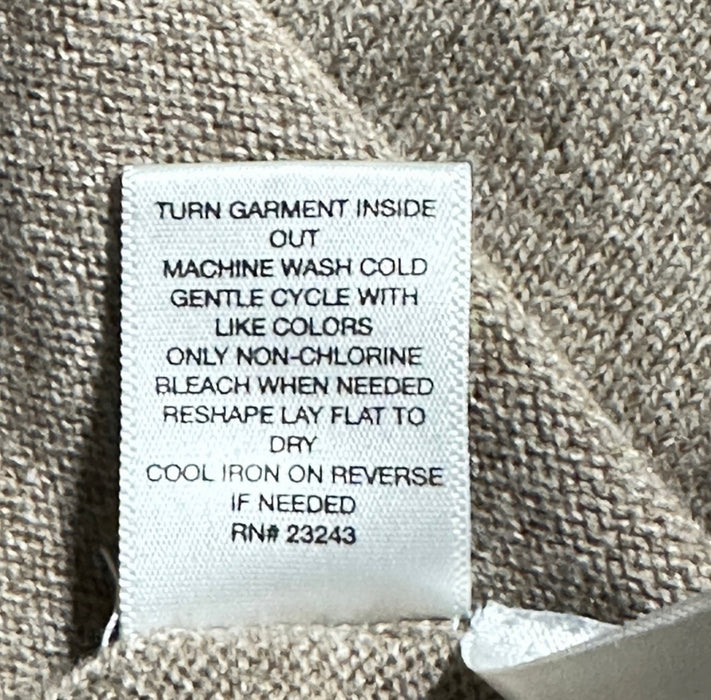 TURN GARMENT INSIDE
OUT
MACHINE WASH COLD
GENTLE CYCLE WITH
LIKE COLORS
ONLY NON-CHLORINE
BLEACH WHEN NEEDED
RESHAPE LAY FLAT TO
DRY
COOL IRON ON REVERSE
IF NEEDED
RN# 23243